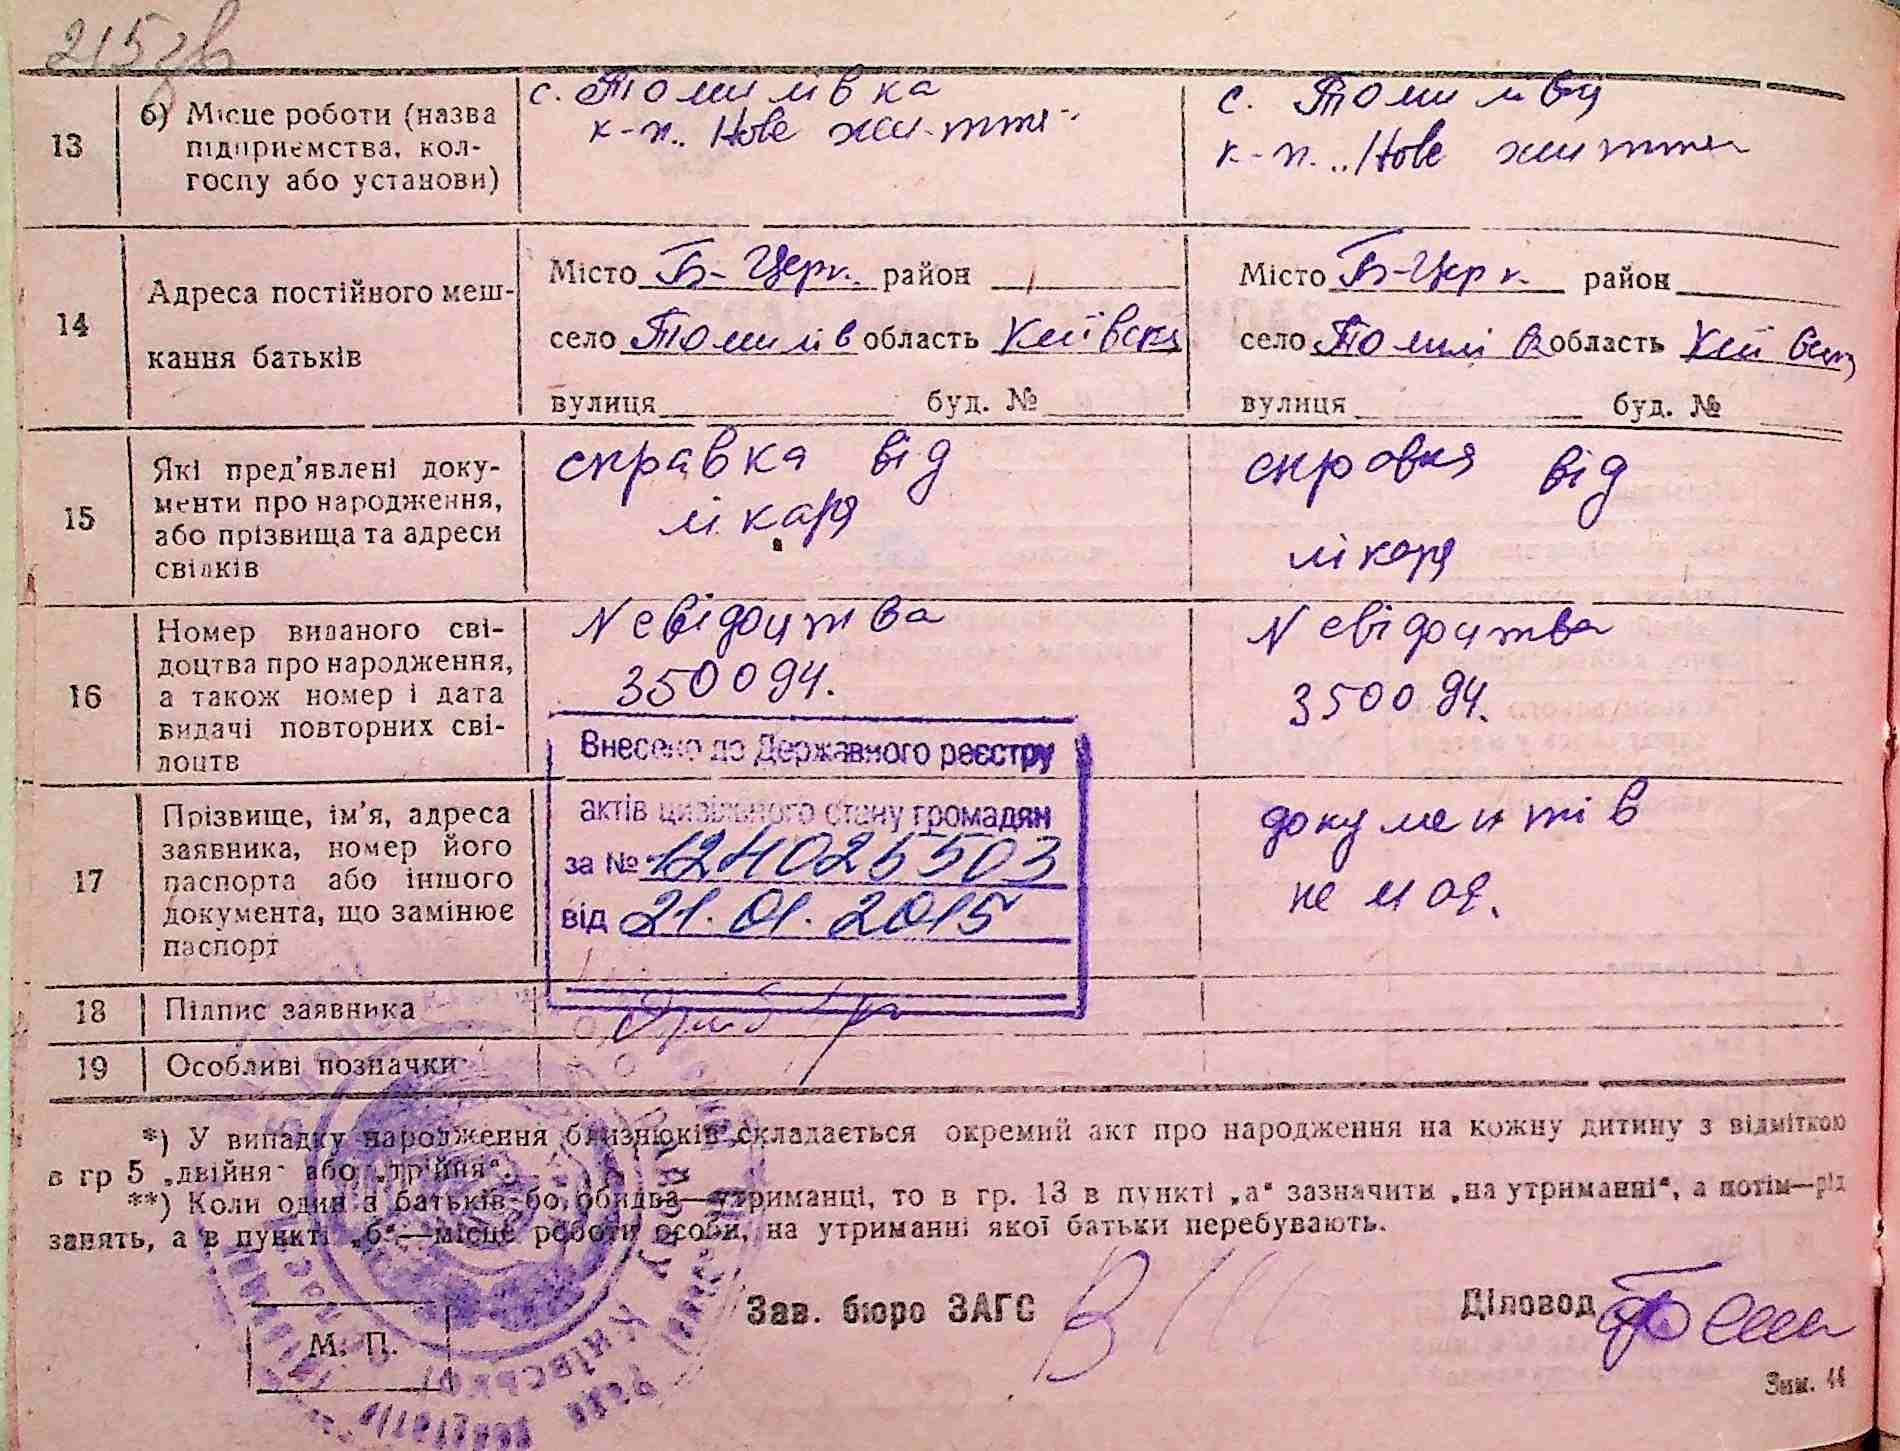 215зв
13
б) Місце роботи (назва
підприємства, кол-
госпу або установи)
с. Томилівка
к-п. „Нове життя"
с. Томилівці
к-п. „Нове життя
14
Адреса постійного меш-
кання батьків
Місто Б-Церк. район
село Томилів область Київська
вулиця буд. №
Місто Б-Церк. район
село Томилів область Київськ
вулиця буд. №
15
Які пред'явлені доку-
менти про народження,
або прізвища та адреси
свідків
справка від
лікаря
справка від
лікаря
16
Номер виданого сві-
доцтва про народження,
а також номер і дата
видачі повторних сві-
доцтв
N свідоцтва
350094.
N свідоцтва
350094.
17
Прізвище, ім'я, адреса
заявника, номер його
паспорта або іншого
документа, що замінює
паспорт
Внесено до Державного реєстру
актів цивільного стану громадян
за № 124025503
від 21.01.2015
документів
не має.
18
Підпис заявника
19
Особливі позначки
*) У випадку народження близнюків складається окремий акт про народження на кожну дитину з відміткою
в гр 5 „двійня" або „трійня".
**) Коли один з батьків бо обидва—утриманці, то в гр. 13 в пункті „а" зазначити „на утриманні", а потім—рід
занять, а в пункті „б"—місце роботи особи, на утриманні якої батьки перебувають.
М. П.
Київської
Зав. бюро ЗАГС
Діловод
Зам. 44